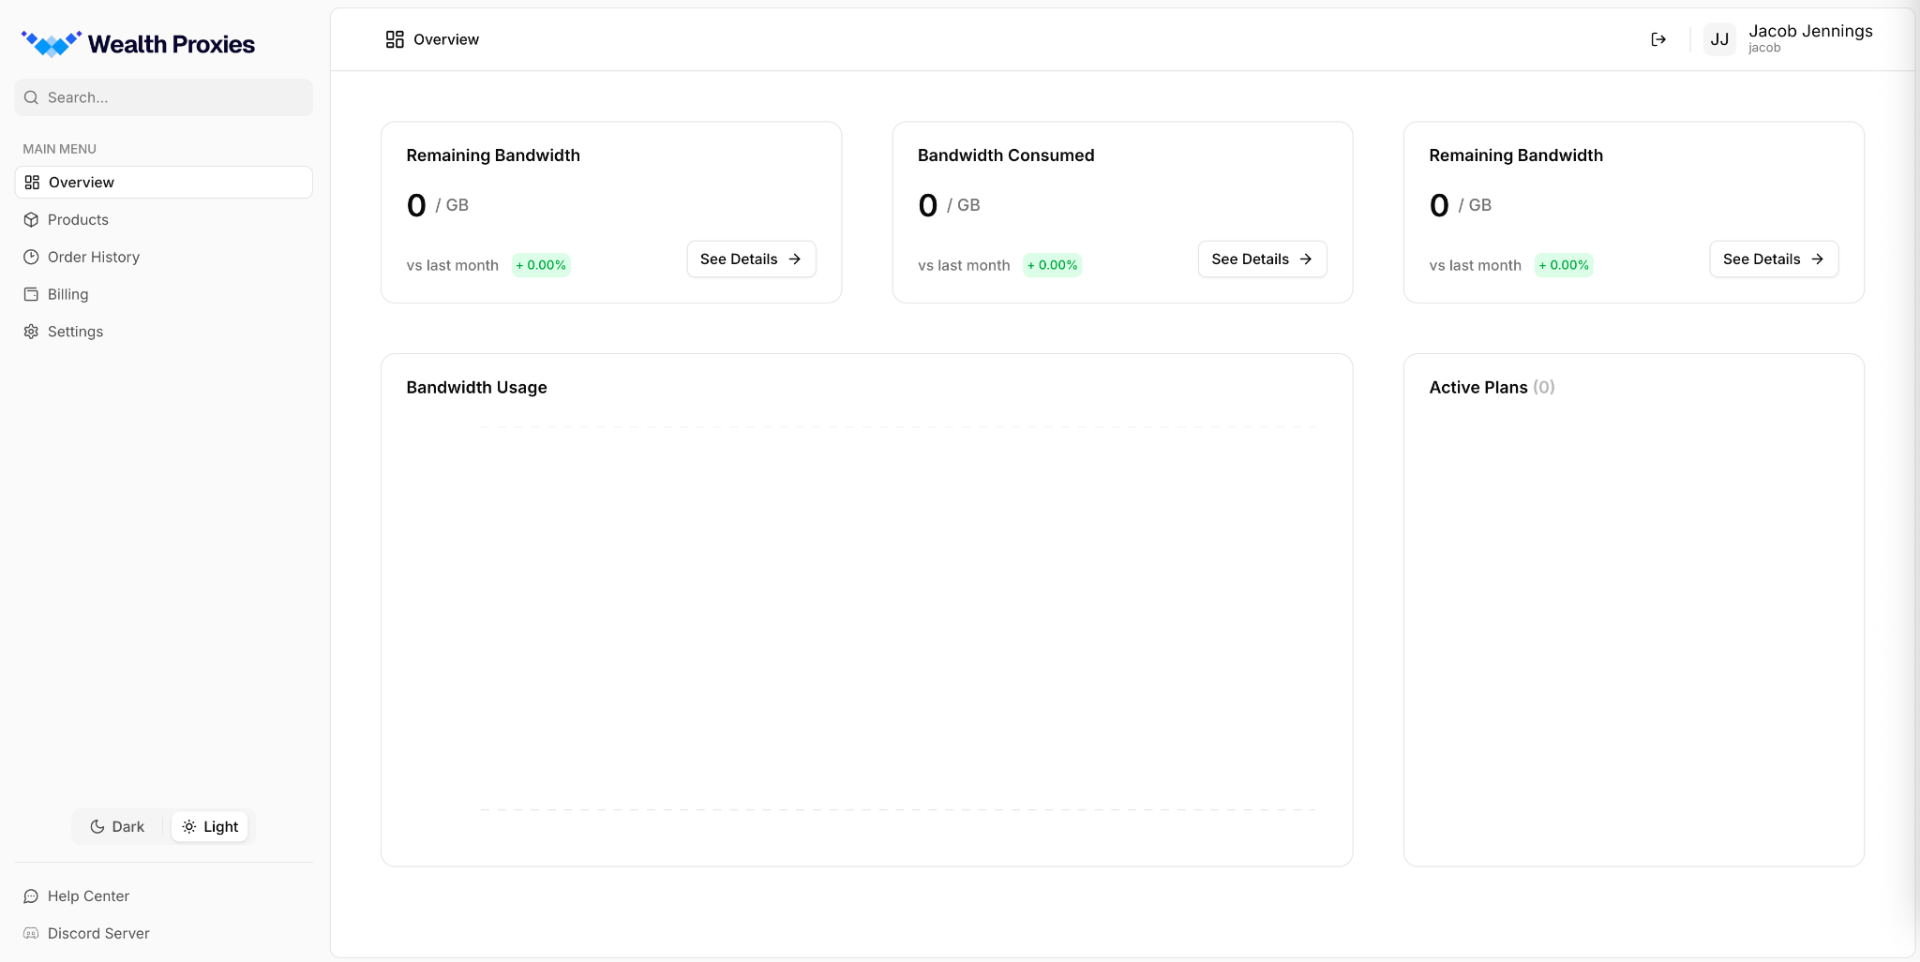 Wealth Proxies
Search...
MAIN MENU
Overview
Products
Order History
Billing
Settings
Dark
Light
Help Center
Discord Server
Overview
JJ
Jacob Jennings
jacob
Remaining Bandwidth
0 / GB
vs last month + 0.00%
See Details
Bandwidth Consumed
0 / GB
vs last month + 0.00%
See Details
Remaining Bandwidth
0 / GB
vs last month + 0.00%
See Details
Bandwidth Usage
Active Plans (0)